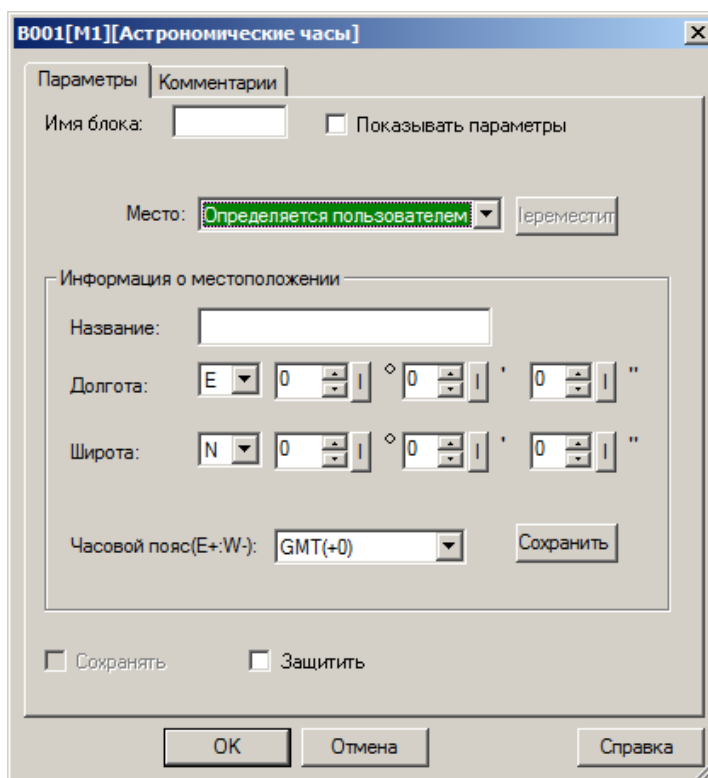 B001[M1][Астрономические часы]
Параметры Комментарии
Имя блока: Показывать параметры
Место: Определяется пользователем Переместит
Информация о местоположении
Название:
Долгота: E 0 ° 0 ' 0 "
Широта: N 0 ° 0 ' 0 "
Часовой пояс(E+:W-): GMT(+0) Сохранить
Сохранять Защитить
OK Отмена Справка